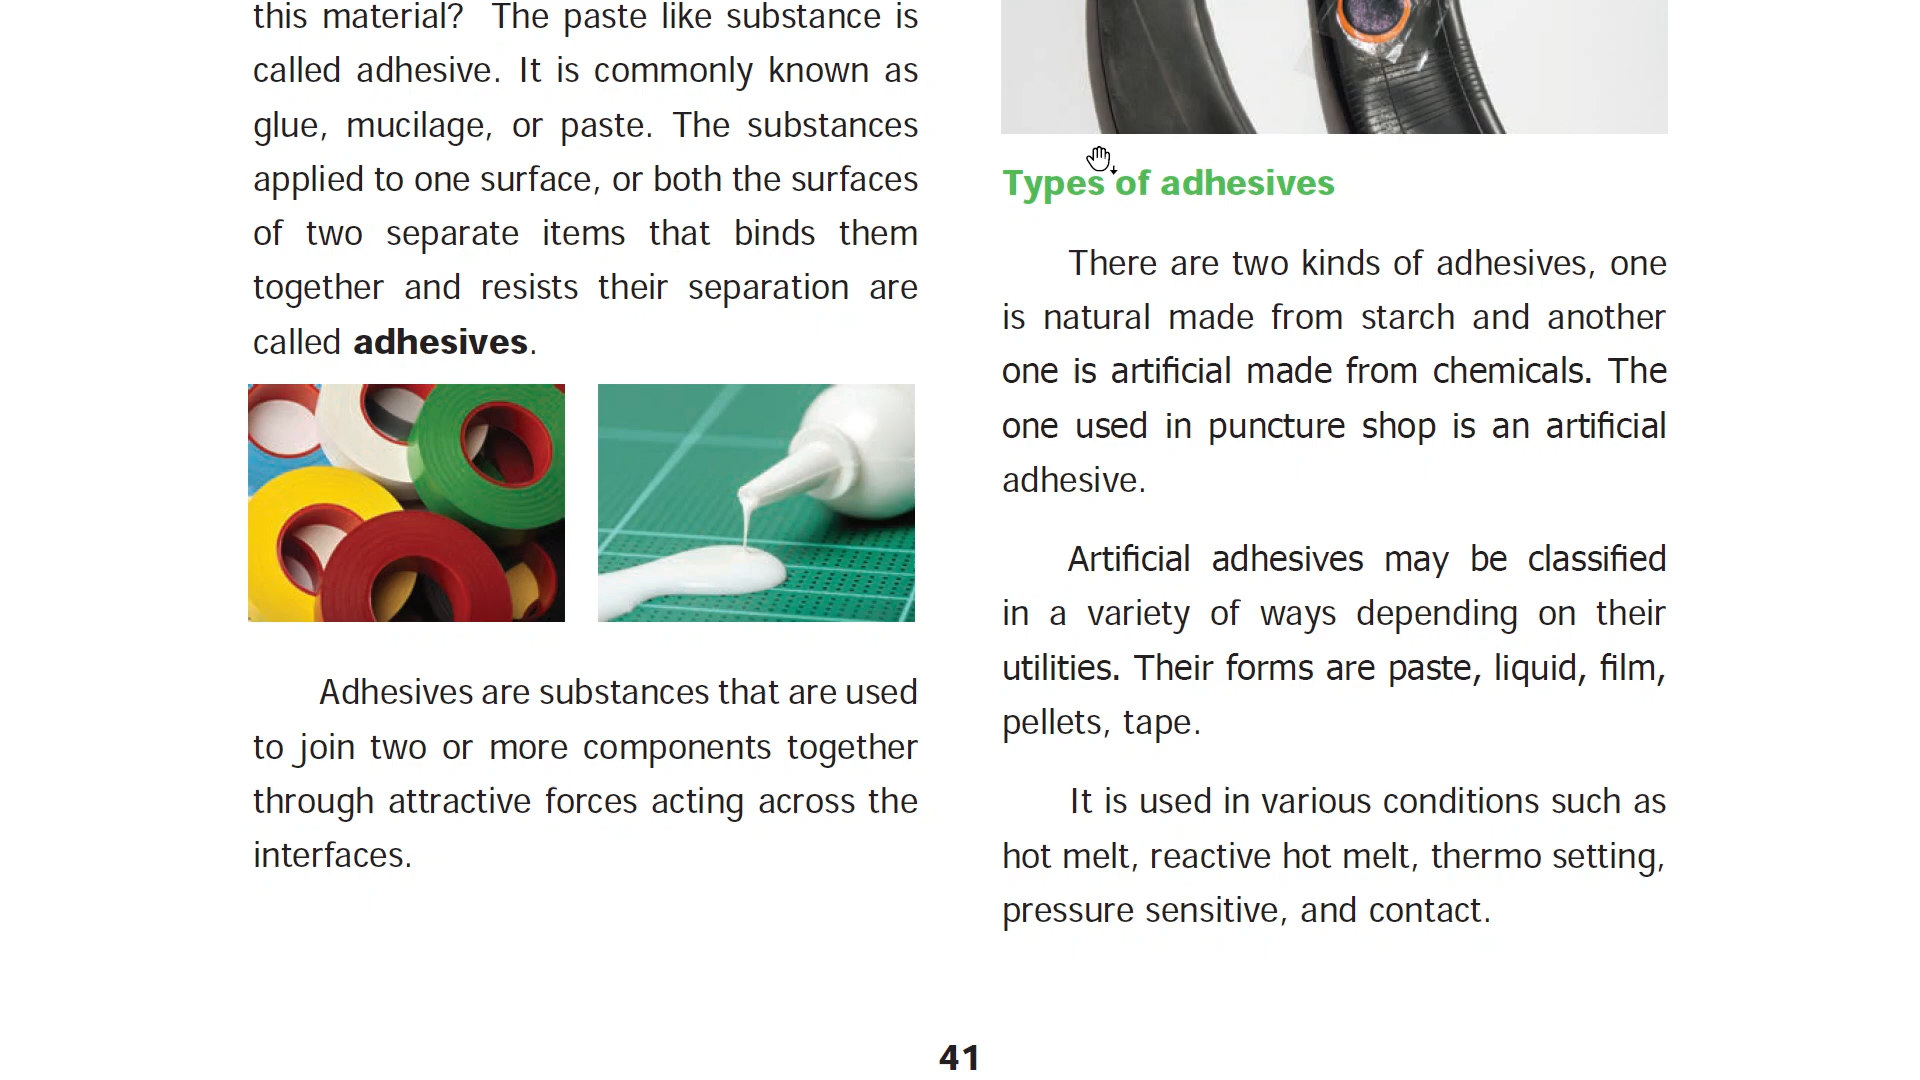 this material? The paste like substance is
called adhesive. It is commonly known as
glue, mucilage, or paste. The substances
applied to one surface, or both the surfaces
of two separate items that binds them
together and resists their separation are
called adhesives.
Adhesives are substances that are used
to join two or more components together
through attractive forces acting across the
interfaces.
Types of adhesives
There are two kinds of adhesives, one
is natural made from starch and another
one is artificial made from chemicals. The
one used in puncture shop is an artificial
adhesive.
Artificial adhesives may be classified
in a variety of ways depending on their
utilities. Their forms are paste, liquid, film,
pellets, tape.
It is used in various conditions such as
hot melt, reactive hot melt, thermo setting,
pressure sensitive, and contact.
41